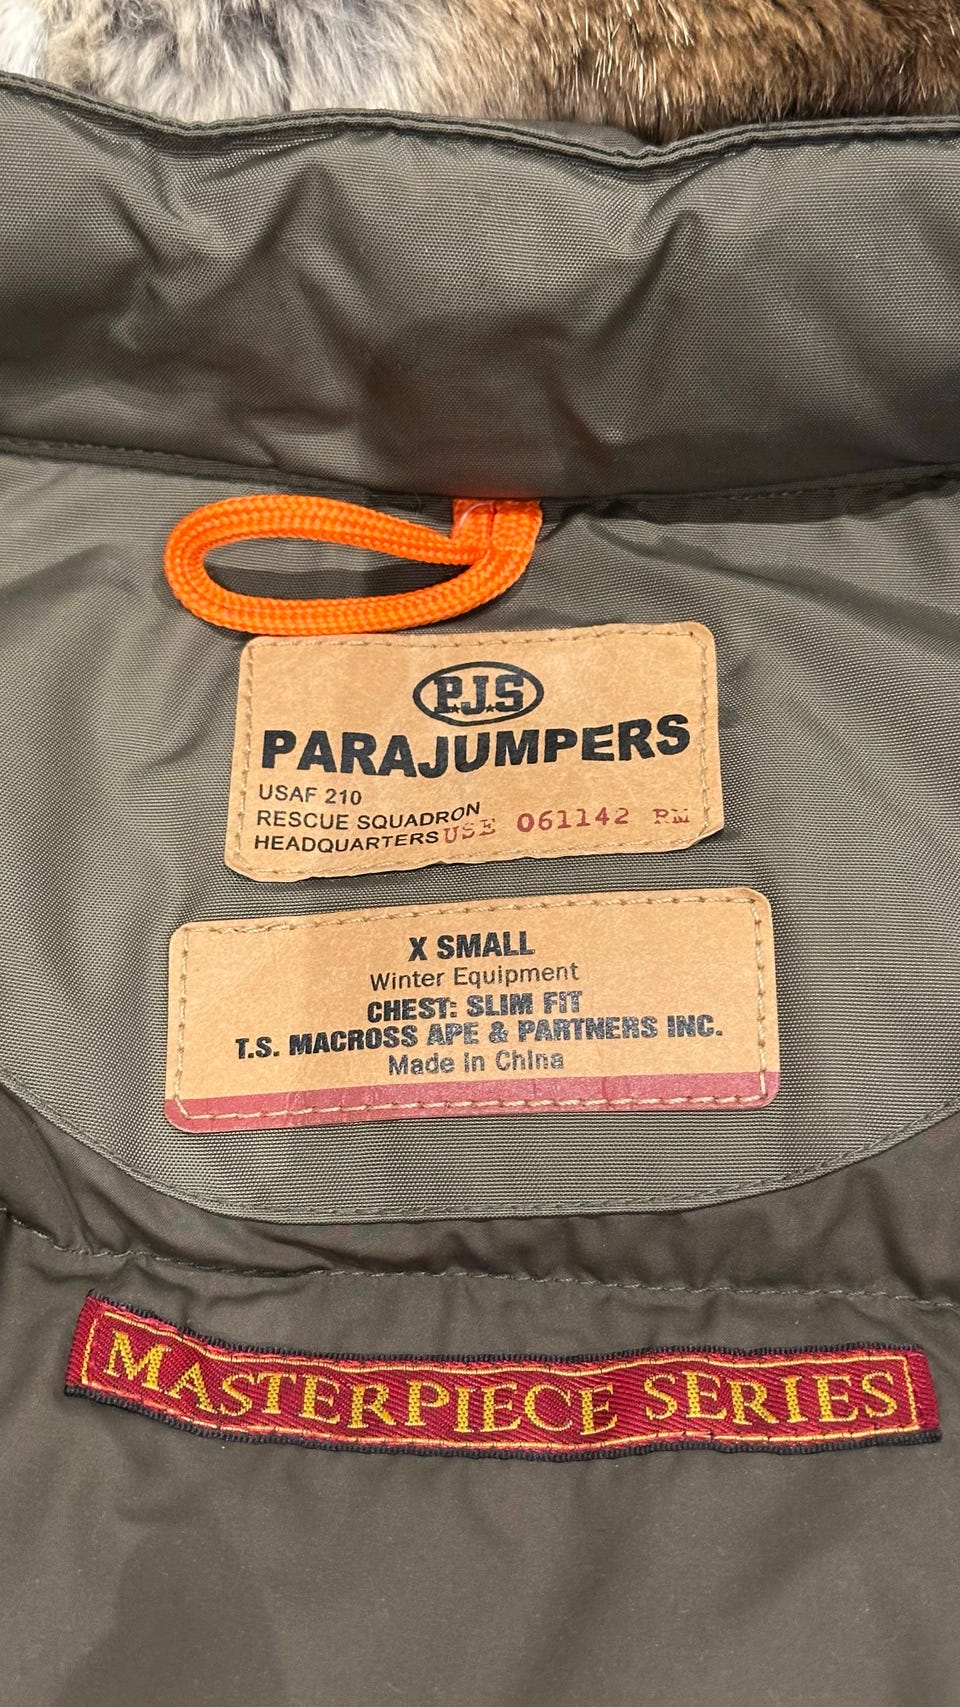 P.J.S
PARAJUMPERS
USAF 210
RESCUE SQUADRON
HEADQUARTERS USE 061142 RM
X SMALL
Winter Equipment
CHEST: SLIM FIT
T.S. MACROSS APE & PARTNERS INC.
Made in China
MASTERPIECE SERIES